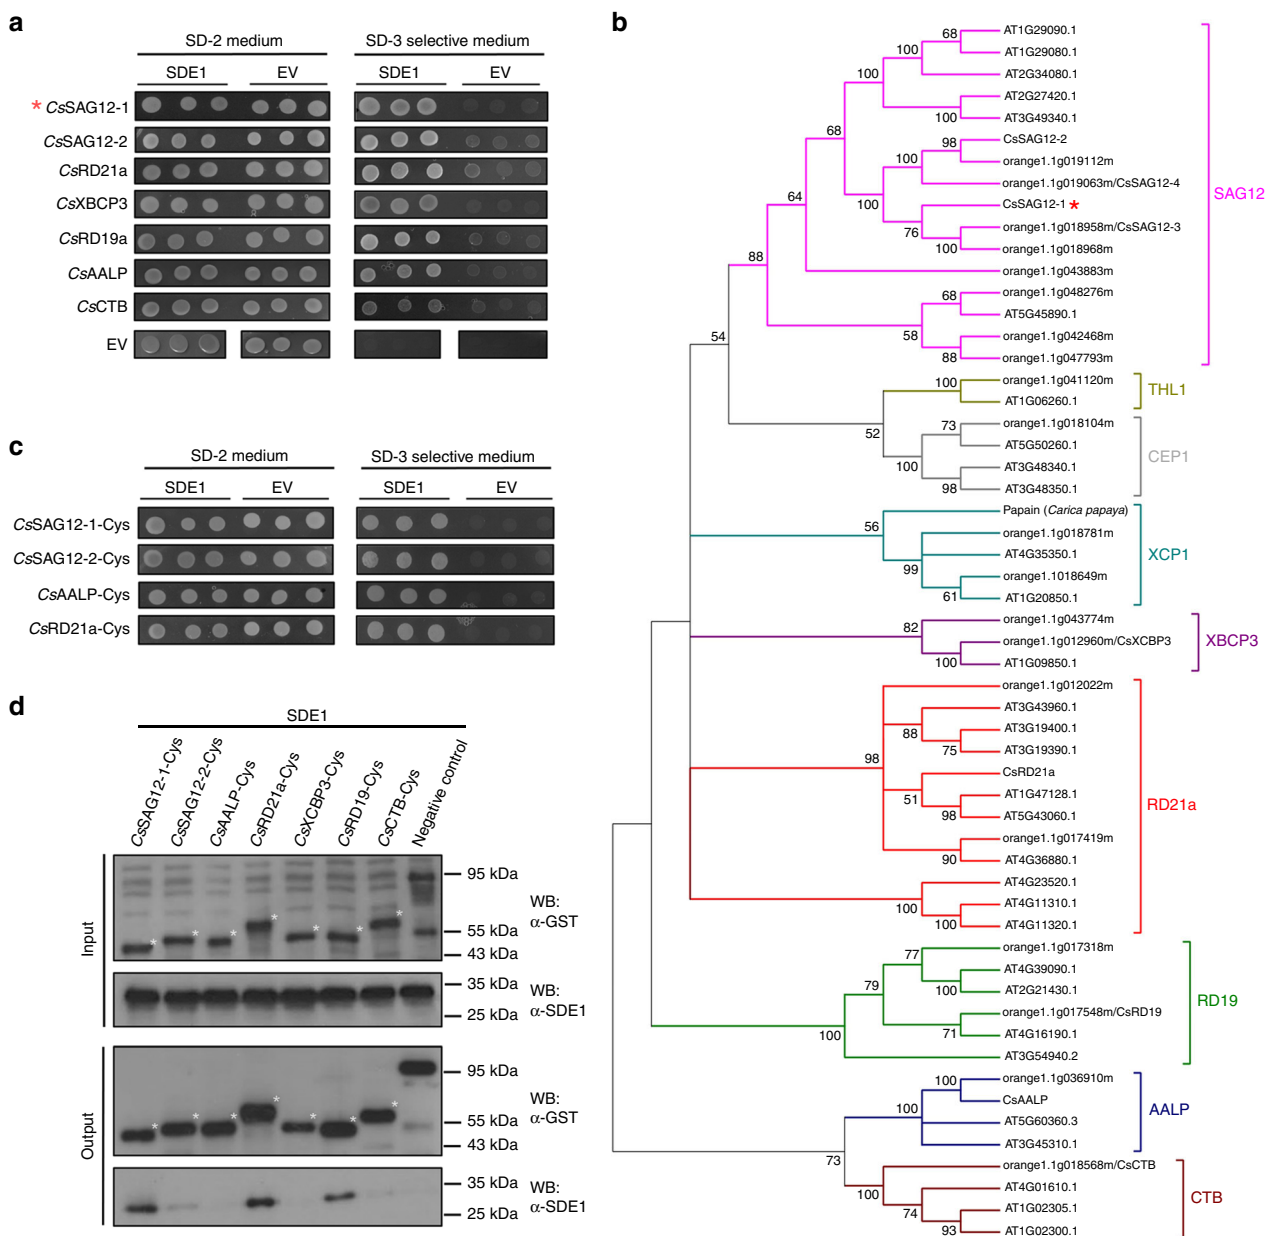 a
SD-2 medium
SD-3 selective medium
SDE1
EV
SDE1
EV
* CsSAG12-1
CsSAG12-2
CsRD21a
CsXBCP3
CsRD19a
CsAALP
CsCTB
EV
b
68
AT1G29090.1
AT1G29080.1
100
AT2G34080.1
100
AT2G27420.1
100
AT3G49340.1
68
98
CsSAG12-2
orange1.1g019112m
100
orange1.1g019063m/CsSAG12-4
100
CsSAG12-1 *
76
orange1.1g018958m/CsSAG12-3
100
orange1.1g018968m
64
orange1.1g043883m
88
68
orange1.1g048276m
AT5G45890.1
58
orange1.1g042468m
88
orange1.1g047793m
SAG12
54
100
orange1.1g041120m
AT1G06260.1
THL1
52
73
orange1.1g018104m
AT5G50260.1
100
AT3G48340.1
98
AT3G48350.1
CEP1
56
Papain (Carica papaya)
orange1.1g018781m
99
AT4G35350.1
orange1.1018649m
61
AT1G20850.1
XCP1
82
orange1.1g043774m
orange1.1g012960m/CsXCBP3
100
AT1G09850.1
XBCP3
98
orange1.1g012022m
AT3G43960.1
88
AT3G19400.1
75
AT3G19390.1
CsRD21a
51
AT1G47128.1
98
AT5G43060.1
orange1.1g017419m
90
AT4G36880.1
AT4G23520.1
100
AT4G11310.1
100
AT4G11320.1
RD21a
77
orange1.1g017318m
AT4G39090.1
100
AT2G21430.1
79
orange1.1g017548m/CsRD19
71
AT4G16190.1
100
AT3G54940.2
RD19
100
orange1.1g036910m
CsAALP
100
AT5G60360.3
AT3G45310.1
AALP
73
orange1.1g018568m/CsCTB
100
AT4G01610.1
74
AT1G02305.1
93
AT1G02300.1
CTB
c
SD-2 medium
SD-3 selective medium
SDE1
EV
SDE1
EV
CsSAG12-1-Cys
CsSAG12-2-Cys
CsAALP-Cys
CsRD21a-Cys
d
SDE1
CsSAG12-1-Cys
CsSAG12-2-Cys
CsAALP-Cys
CsRD21a-Cys
CsXCBP3-Cys
CsRD19-Cys
CsCTB-Cys
Negative control
Input
95 kDa
55 kDa
43 kDa
WB:
α-GST
35 kDa
25 kDa
WB:
α-SDE1
Output
95 kDa
55 kDa
43 kDa
WB:
α-GST
35 kDa
25 kDa
WB:
α-SDE1